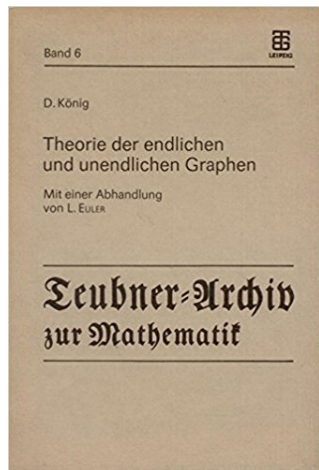 Band 6
LEIPZIG
D. König
Theorie der endlichen
und unendlichen Graphen
Mit einer Abhandlung
von L. EULER
Teubner-Archiv
zur Mathematik